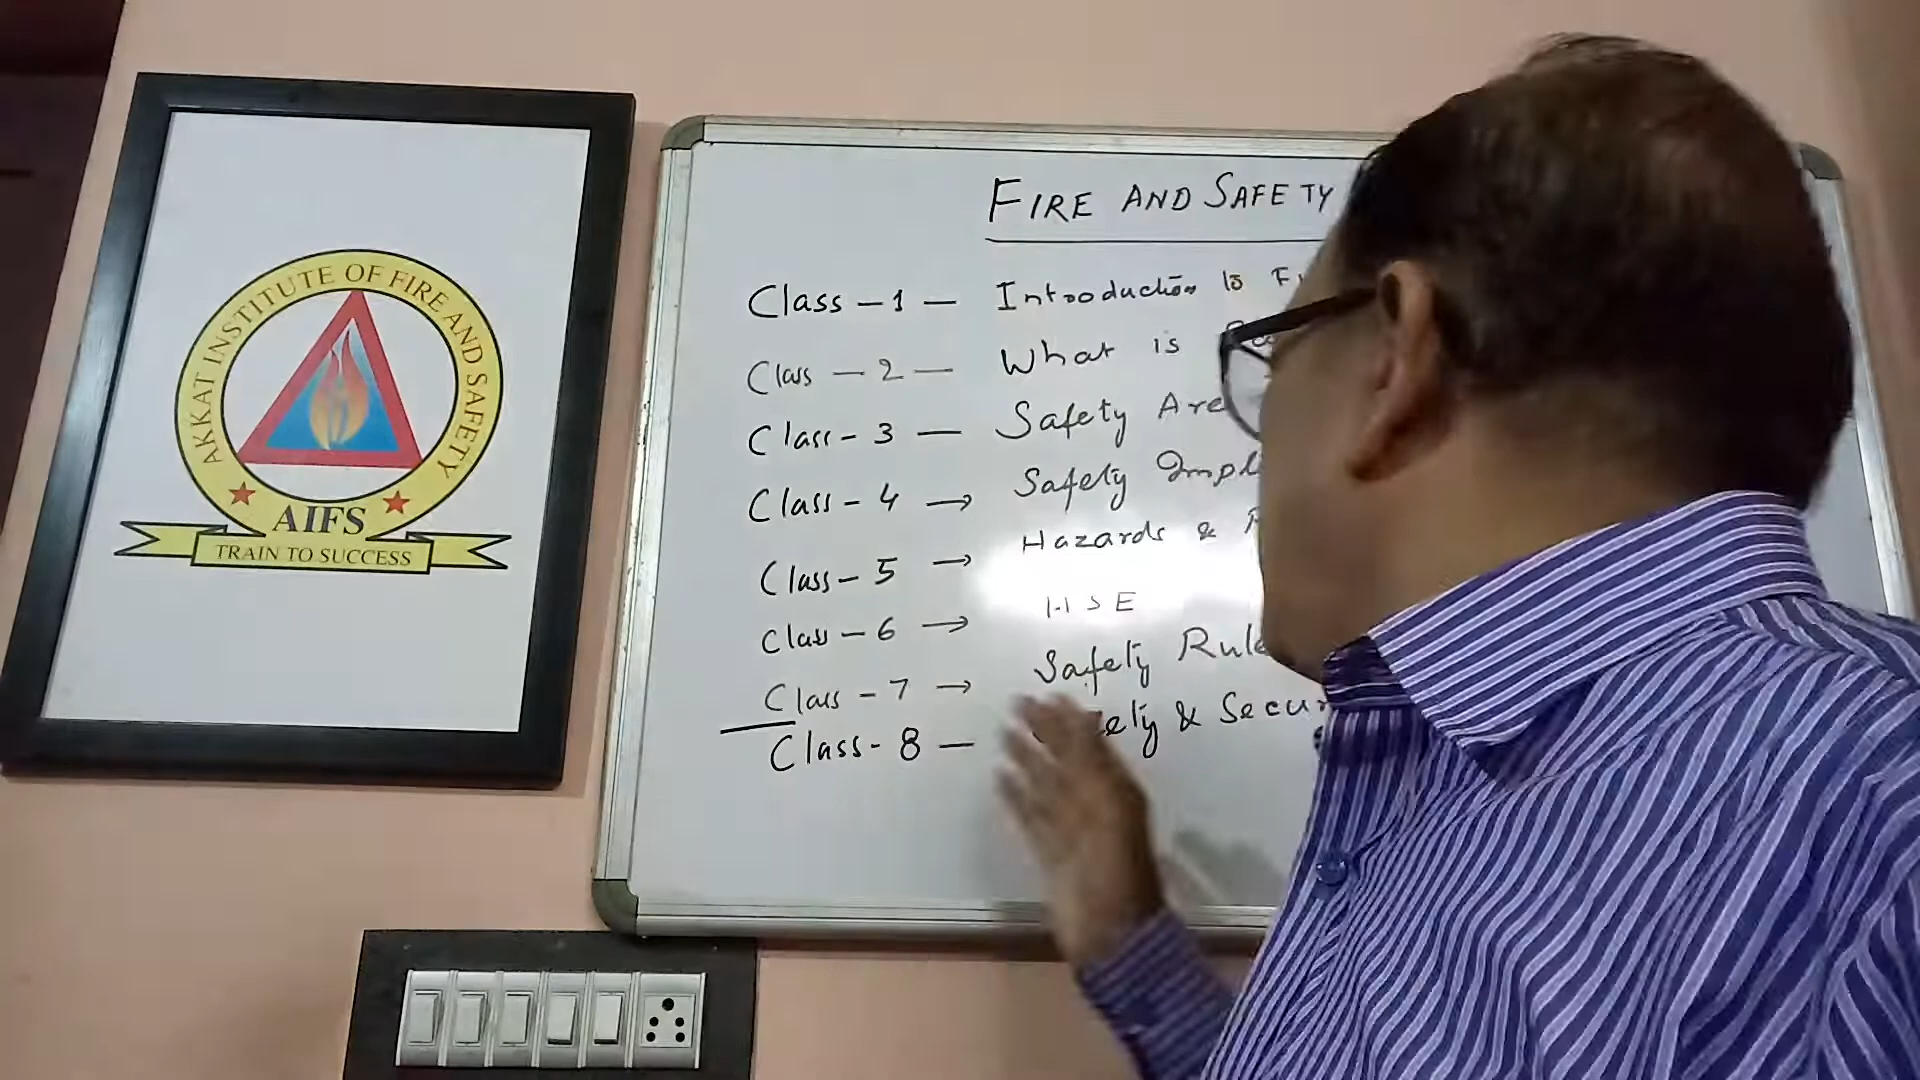 AKKAT INSTITUTE OF FIRE AND SAFETY
AIFS
TRAIN TO SUCCESS
FIRE AND SAFETY
Class - 1 - Introduction to
Class - 2 - What is
Class - 3 - Safety
Class - 4 → Safety
Class - 5 → Hazards &
Class - 6 → HSE
Class - 7 → Safety
Class - 8 - &